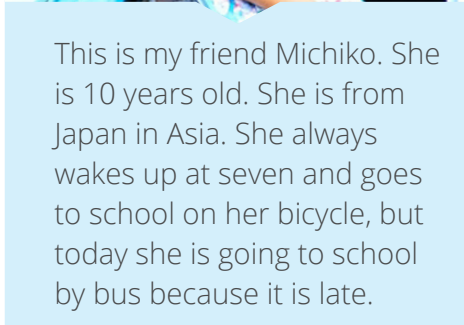 This is my friend Michiko. She
is 10 years old. She is from
Japan in Asia. She always
wakes up at seven and goes
to school on her bicycle, but
today she is going to school
by bus because it is late.